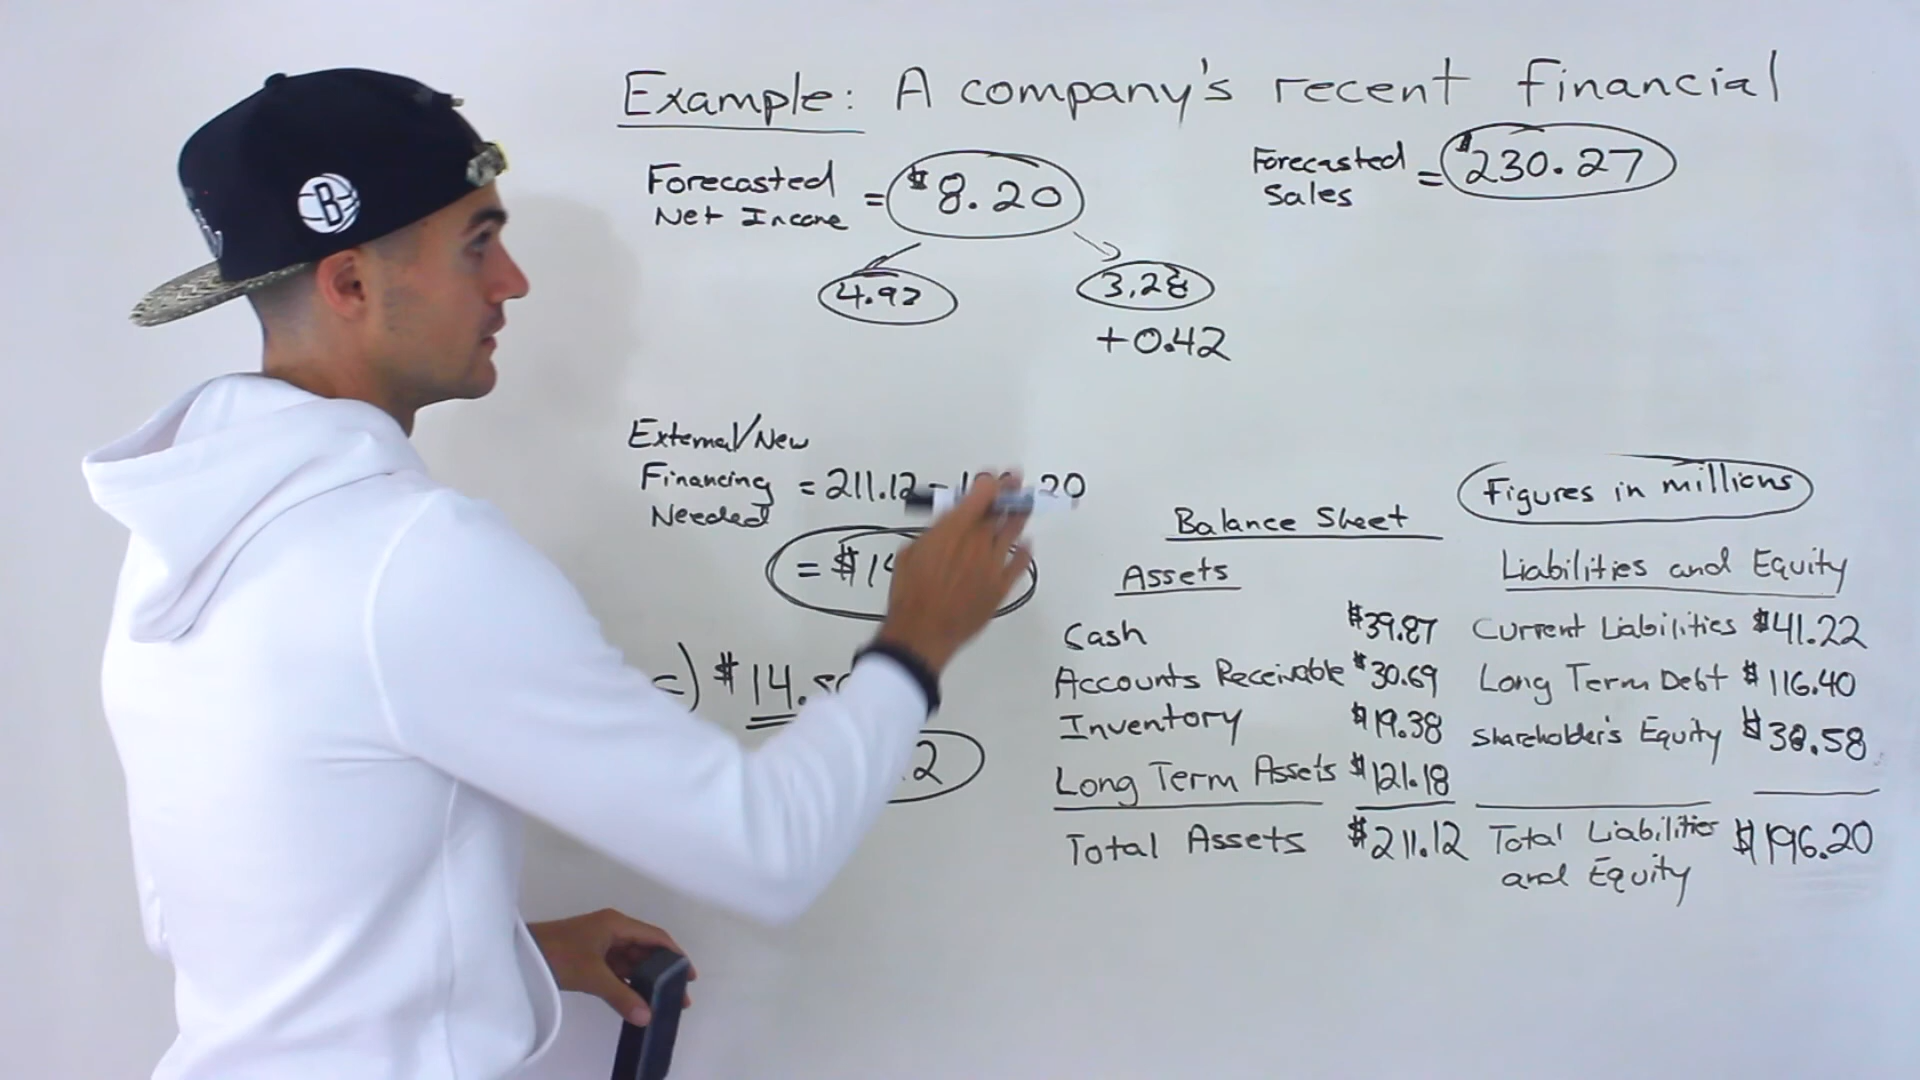 Example: A company's recent financial
Forecasted
Net Income = $8.20
Forecasted
Sales = $230.27
4.92
3.28
+0.42
External/New
Financing
Needed = 211.12 - 20
= $14
c) $14.
.2
Figures in millions
Balance Sheet
Assets
Liabilities and Equity
Cash $39.87 Current Liabilities $41.22
Accounts Receivable $30.69 Long Term Debt $116.40
Inventory $19.38 Shareholder's Equity $38.58
Long Term Assets $121.18
Total Assets $211.12 Total Liabilities
and Equity $196.20
B